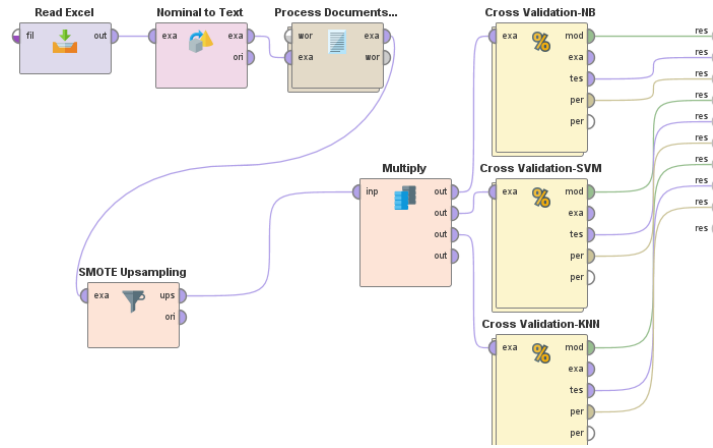 Read Excel
Nominal to Text
Process Documents...
Cross Validation-NB
fil
out
exa
exa
ori
wor
exa
exa
wor
exa
mod
exa
tes
per
per
res
res
res
res
res
res
res
res
res
res
Multiply
inp
out
out
out
out
Cross Validation-SVM
exa
mod
exa
tes
per
per
SMOTE Upsampling
exa
ups
ori
Cross Validation-KNN
exa
mod
exa
tes
per
per